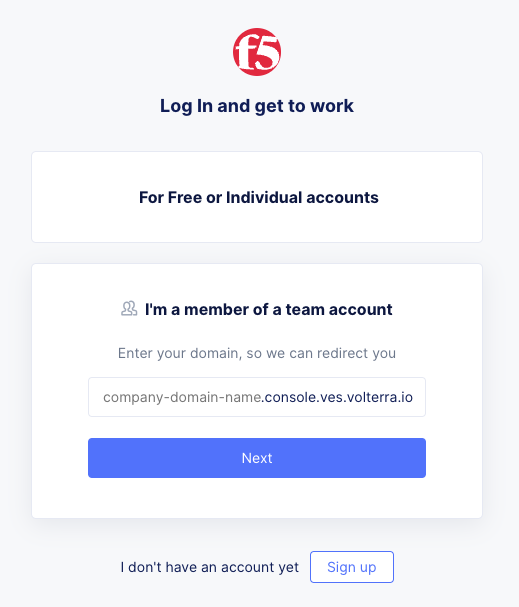 f5
Log In and get to work
For Free or Individual accounts
I'm a member of a team account
Enter your domain, so we can redirect you
company-domain-name.console.ves.volterra.io
Next
I don't have an account yet Sign up